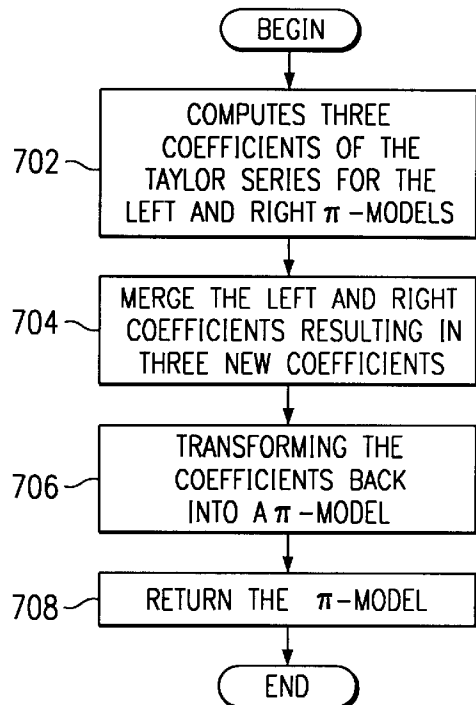 BEGIN
702
COMPUTES THREE
COEFFICIENTS OF THE
TAYLOR SERIES FOR THE
LEFT AND RIGHT π-MODELS
704
MERGE THE LEFT AND RIGHT
COEFFICIENTS RESULTING IN
THREE NEW COEFFICIENTS
706
TRANSFORMING THE
COEFFICIENTS BACK
INTO A π-MODEL
708
RETURN THE π-MODEL
END